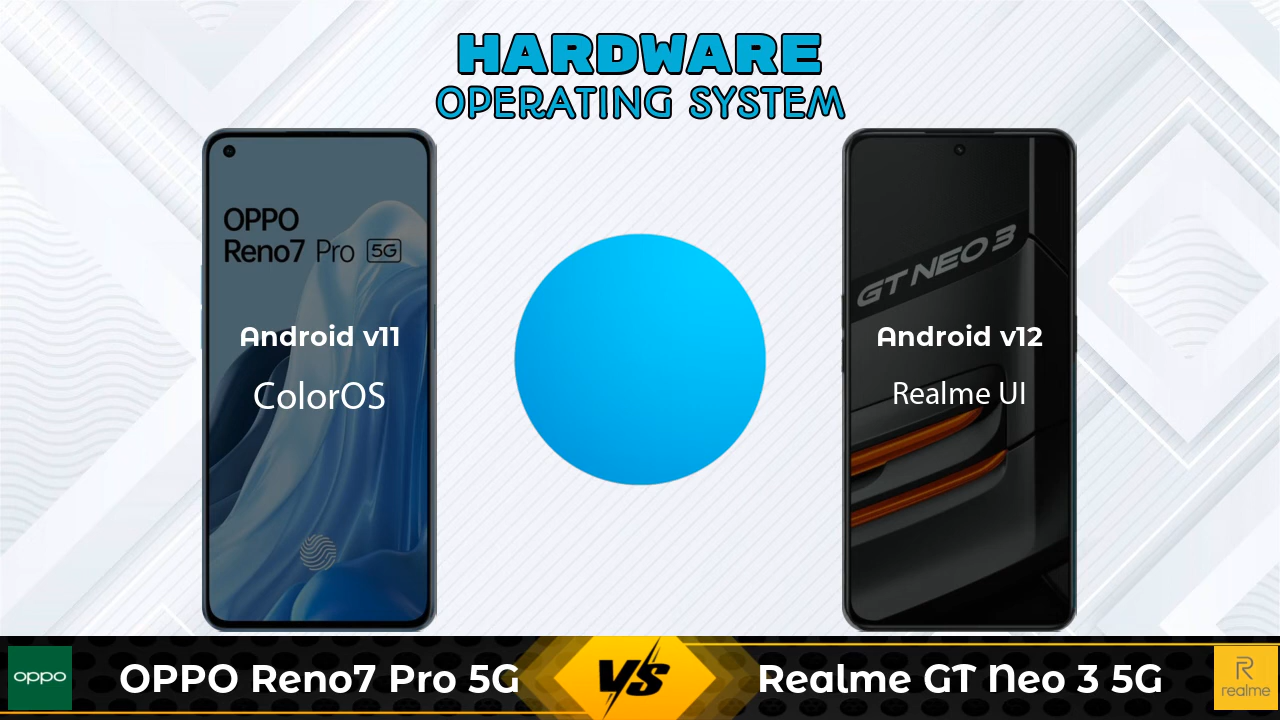 HARDWARE
OPERATING SYSTEM
OPPO
Reno7 Pro 5G
Android v11
ColorOS
GT NEO 3
Android v12
Realme UI
oppo
OPPO Reno7 Pro 5G
VS
Realme GT Neo 3 5G
R
realme